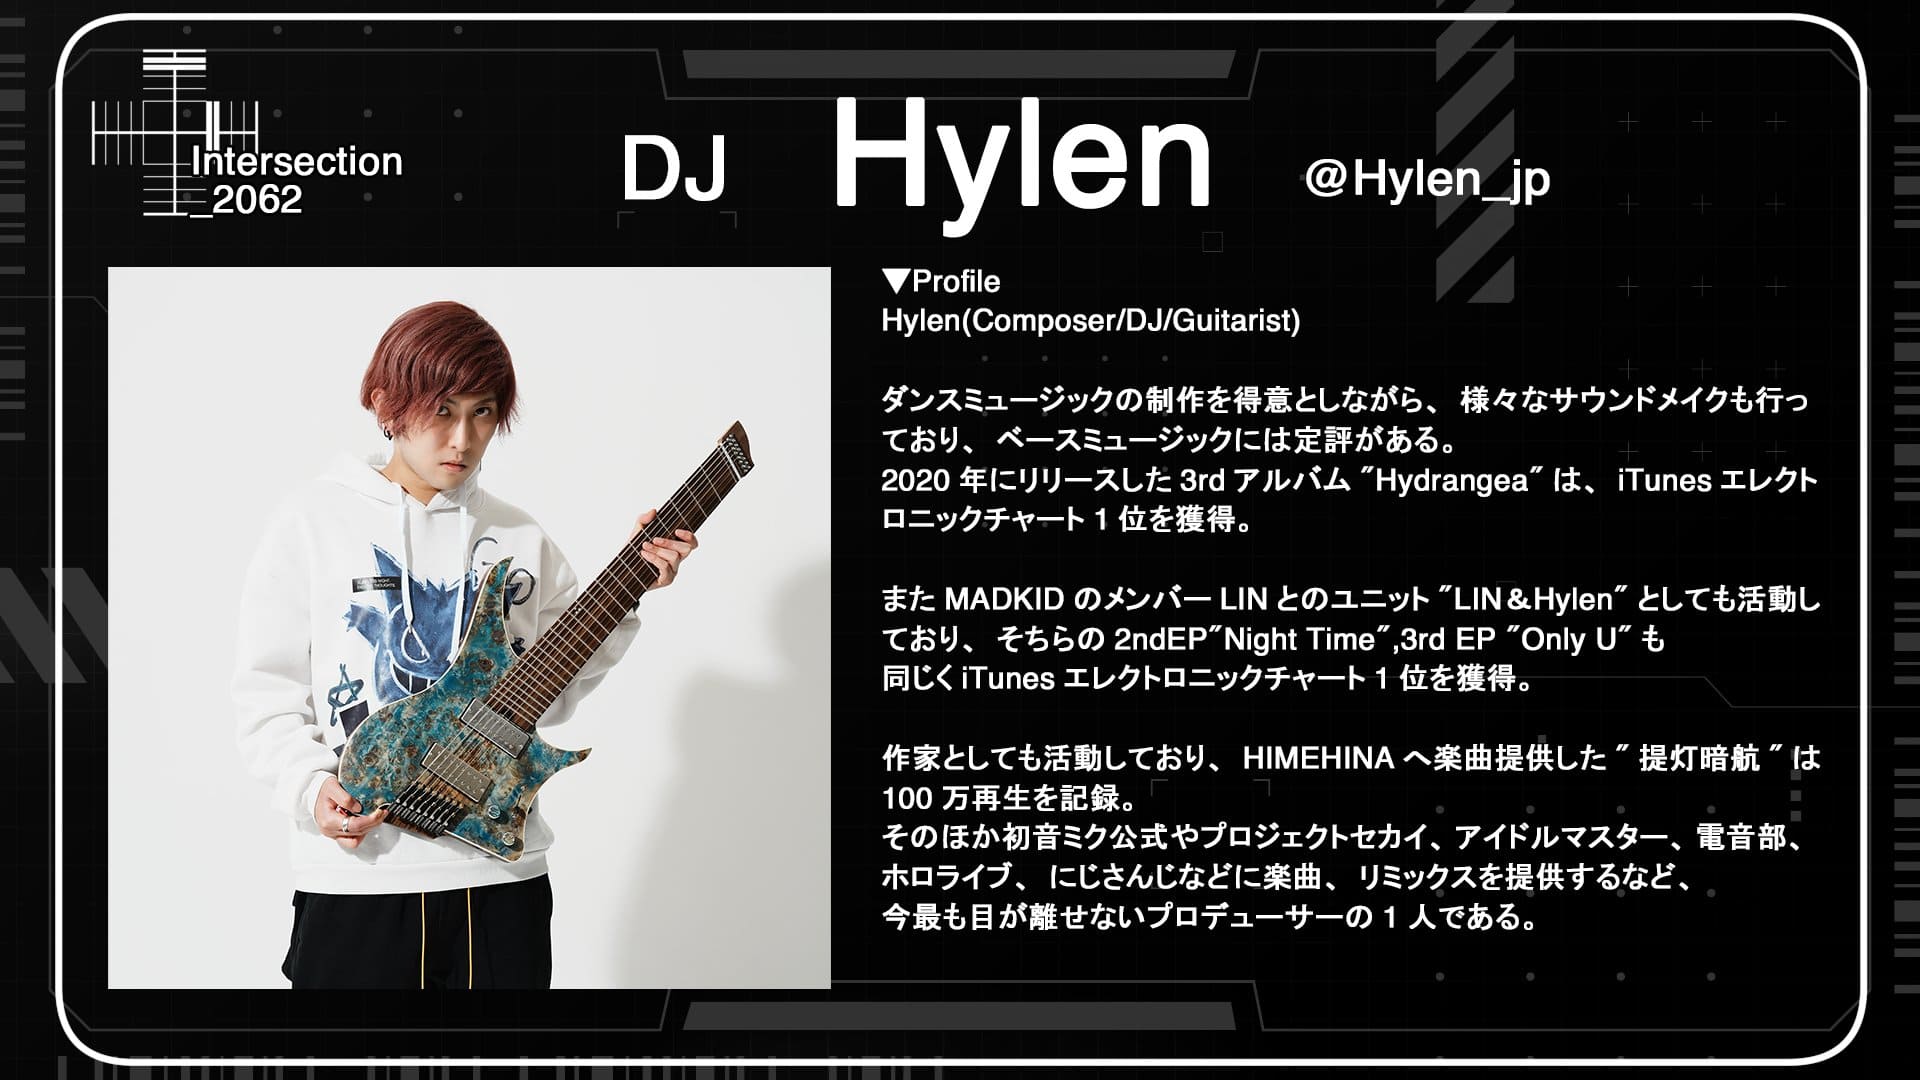 Intersection
_2062
DJ Hylen @Hylen_jp
▼Profile
Hylen(Composer/DJ/Guitarist)
ダンスミュージックの制作を得意としながら、様々なサウンドメイクも行っ
ており、ベースミュージックには定評がある。
2020 年にリリースした 3rd アルバム "Hydrangea" は、iTunes エレクト
ロニックチャート 1 位を獲得。
また MADKID のメンバー LIN とのユニット "LIN&Hylen" としても活動し
ており、そちらの 2ndEP"Night Time",3rd EP "Only U" も
同じく iTunes エレクトロニックチャート 1 位を獲得。
作家としても活動しており、HIMEHINA へ楽曲提供した " 提灯暗航 " は
100 万再生を記録。
そのほか初音ミク公式やプロジェクトセカイ、アイドルマスター、電音部、
ホロライブ、にじさんじなどに楽曲、リミックスを提供するなど、
今最も目が離せないプロデューサーの 1 人である。